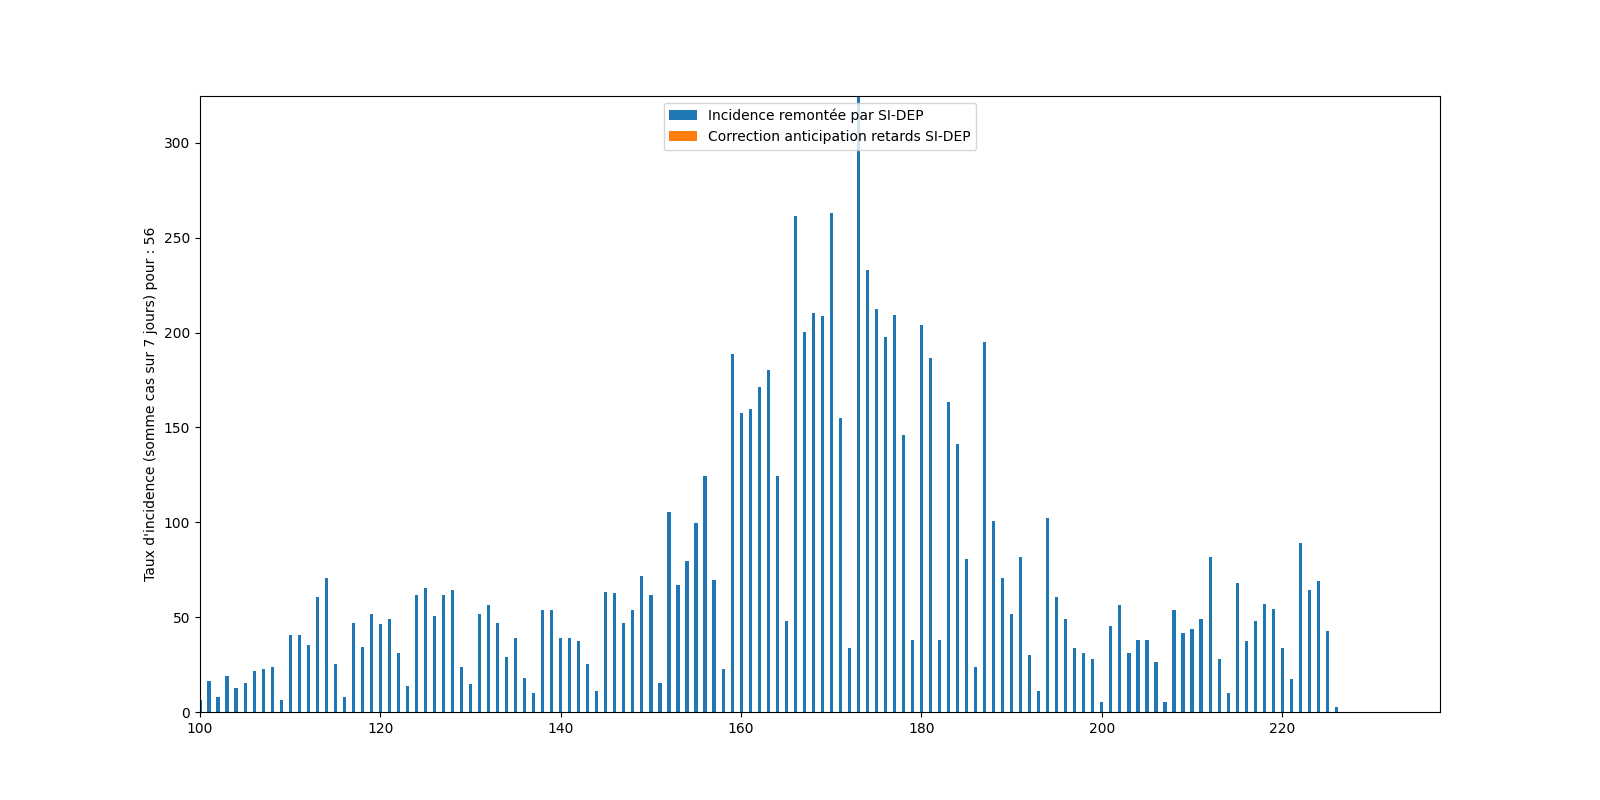 Incidence remontée par SI-DEP
Correction anticipation retards SI-DEP
Taux d'incidence (somme cas sur 7 jours) pour : 56
300
250
200
150
100
50
0
100 120 140 160 180 200 220